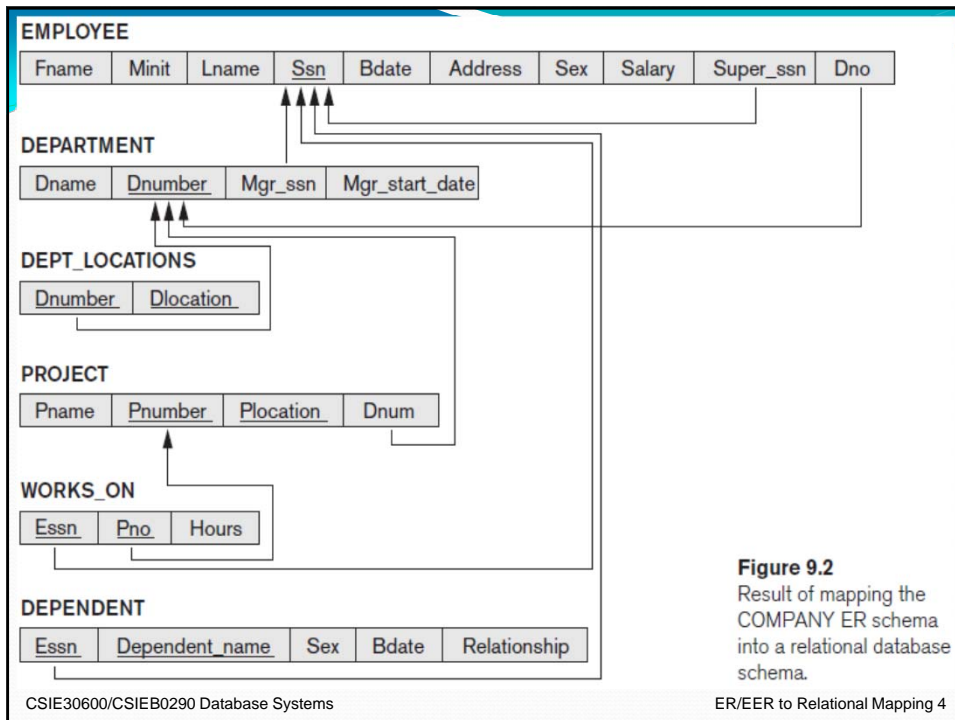 EMPLOYEE
Fname Minit Lname Ssn Bdate Address Sex Salary Super_ssn Dno
DEPARTMENT
Dname Dnumber Mgr_ssn Mgr_start_date
DEPT_LOCATIONS
Dnumber Dlocation
PROJECT
Pname Pnumber Plocation Dnum
WORKS_ON
Essn Pno Hours
DEPENDENT
Essn Dependent_name Sex Bdate Relationship
Figure 9.2
Result of mapping the
COMPANY ER schema
into a relational database
schema.
CSIE30600/CSIEB0290 Database Systems
ER/EER to Relational Mapping 4